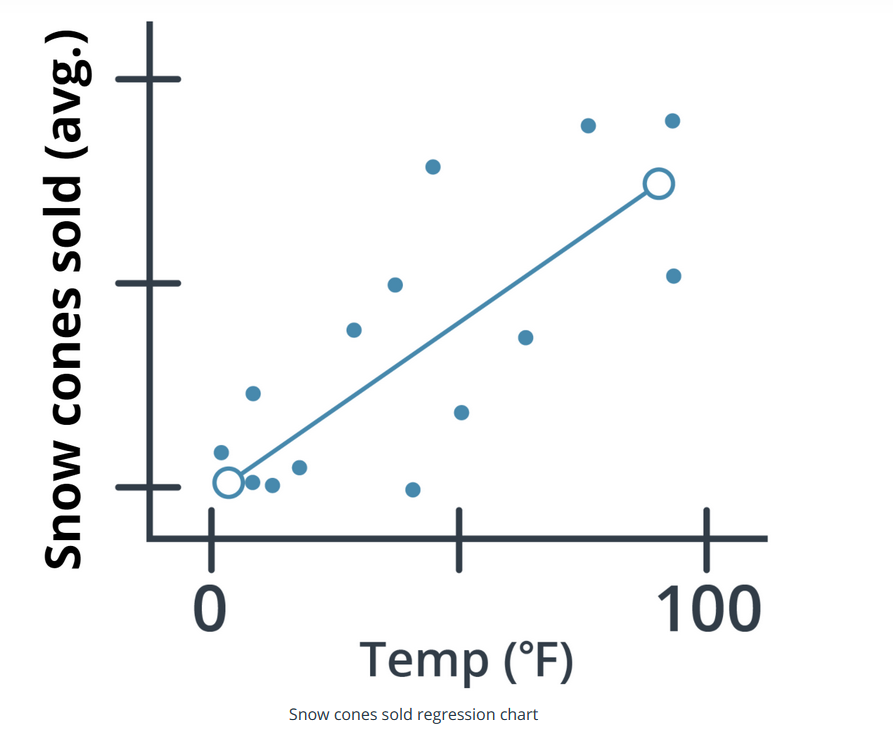 Snow cones sold (avg.)
0
100
Temp (°F)
Snow cones sold regression chart